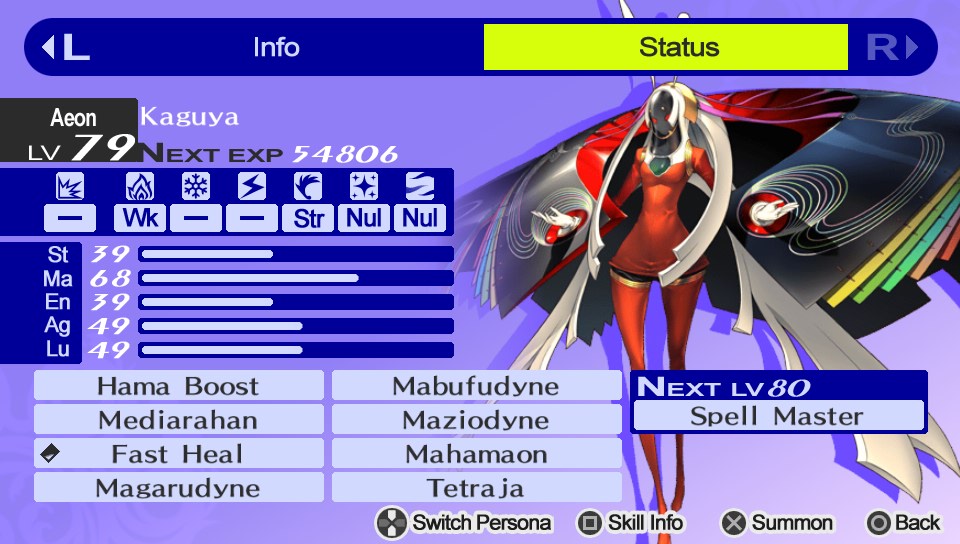 L Info Status R
Aeon Kaguya
LV 79 NEXT EXP 54806
— Wk — — Str Nul Nul
St 39
Ma 68
En 39
Ag 49
Lu 49
Hama Boost Mabufudyne NEXT LV 80
Mediarahan Maziodyne Spell Master
Fast Heal Mahamaon
Magarudyne Tetraja
Switch Persona Skill Info Summon Back